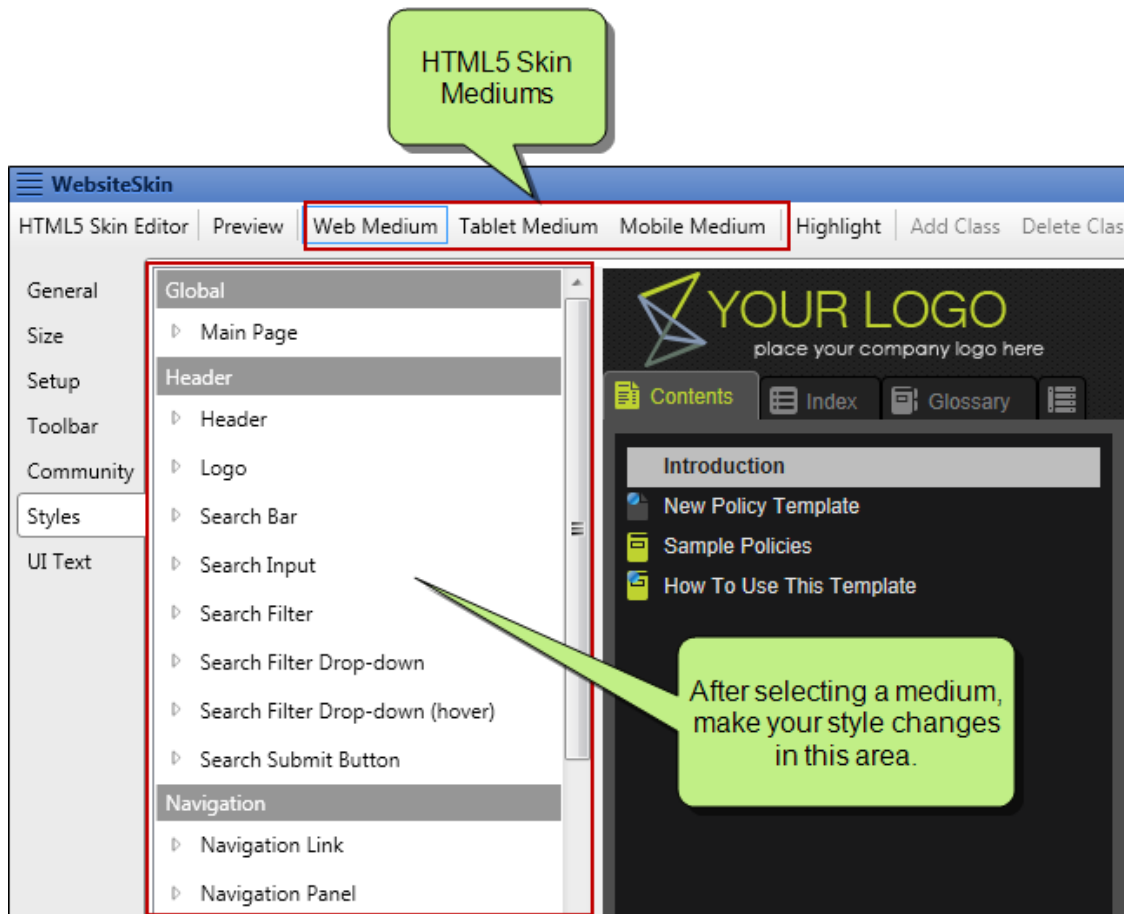 HTML5 Skin
Mediums
WebsiteSkin
HTML5 Skin Editor Preview Web Medium Tablet Medium Mobile Medium Highlight Add Class Delete Clas
General
Size
Setup
Toolbar
Community
Styles
UI Text
Global
Main Page
Header
Header
Logo
Search Bar
Search Input
Search Filter
Search Filter Drop-down
Search Filter Drop-down (hover)
Search Submit Button
Navigation
Navigation Link
Navigation Panel
YOUR LOGO
place your company logo here
Contents Index Glossary
Introduction
New Policy Template
Sample Policies
How To Use This Template
After selecting a medium,
make your style changes
in this area.